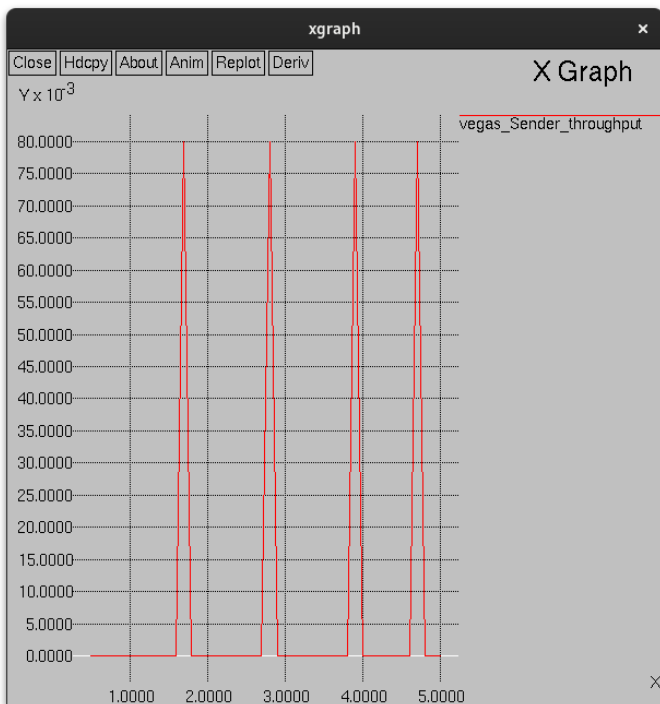 xgraph
×
Close Hdcpy About Anim Replot Deriv
X Graph
Y x 10-3
vegas_Sender_throughput
80.0000
75.0000
70.0000
65.0000
60.0000
55.0000
50.0000
45.0000
40.0000
35.0000
30.0000
25.0000
20.0000
15.0000
10.0000
5.0000
0.0000
X
1.0000 2.0000 3.0000 4.0000 5.0000